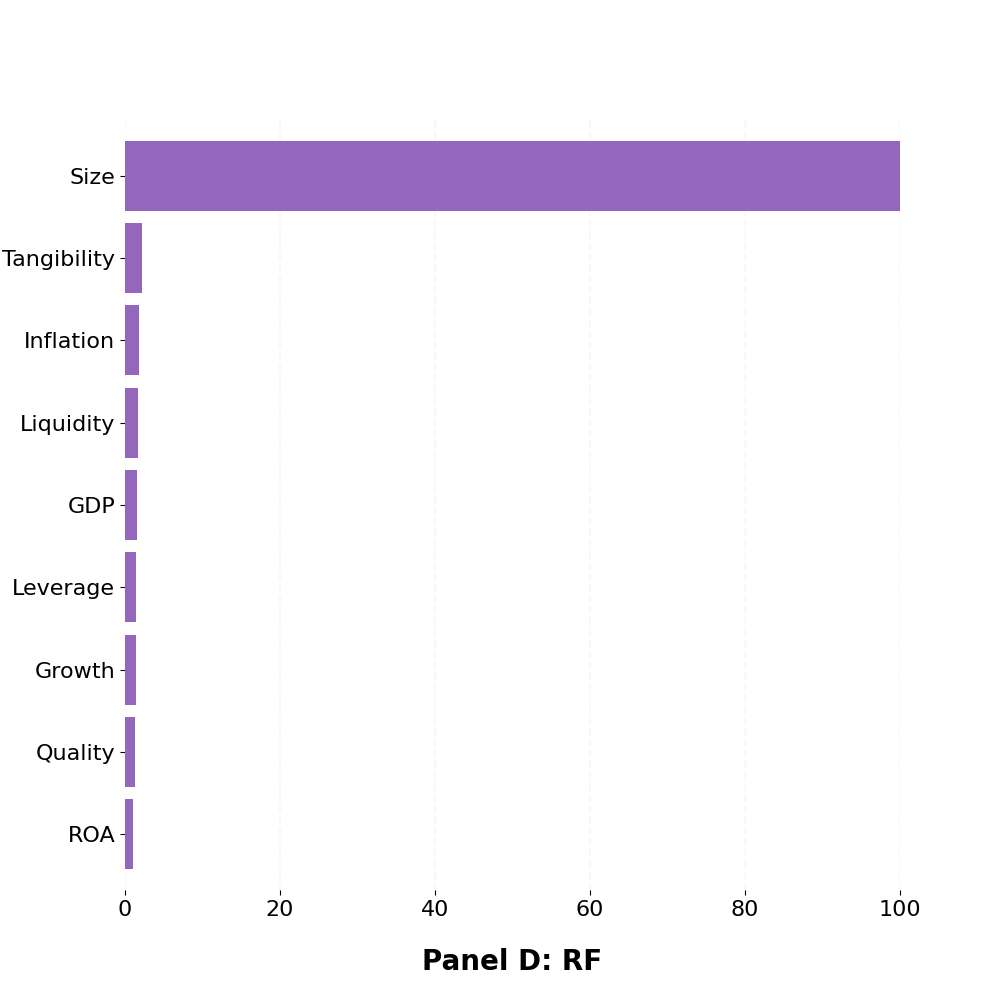 Size
Tangibility
Inflation
Liquidity
GDP
Leverage
Growth
Quality
ROA
0 20 40 60 80 100
Panel D: RF